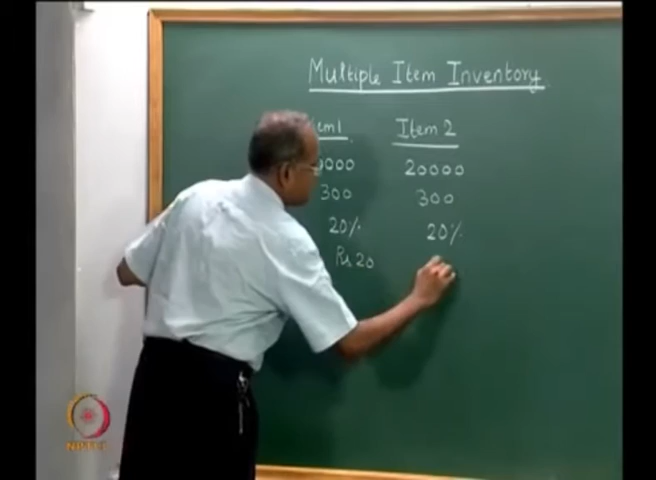 Multiple Item Inventory
Item 2
20000
300 300
20% 20%
Rs 20
NPTEL